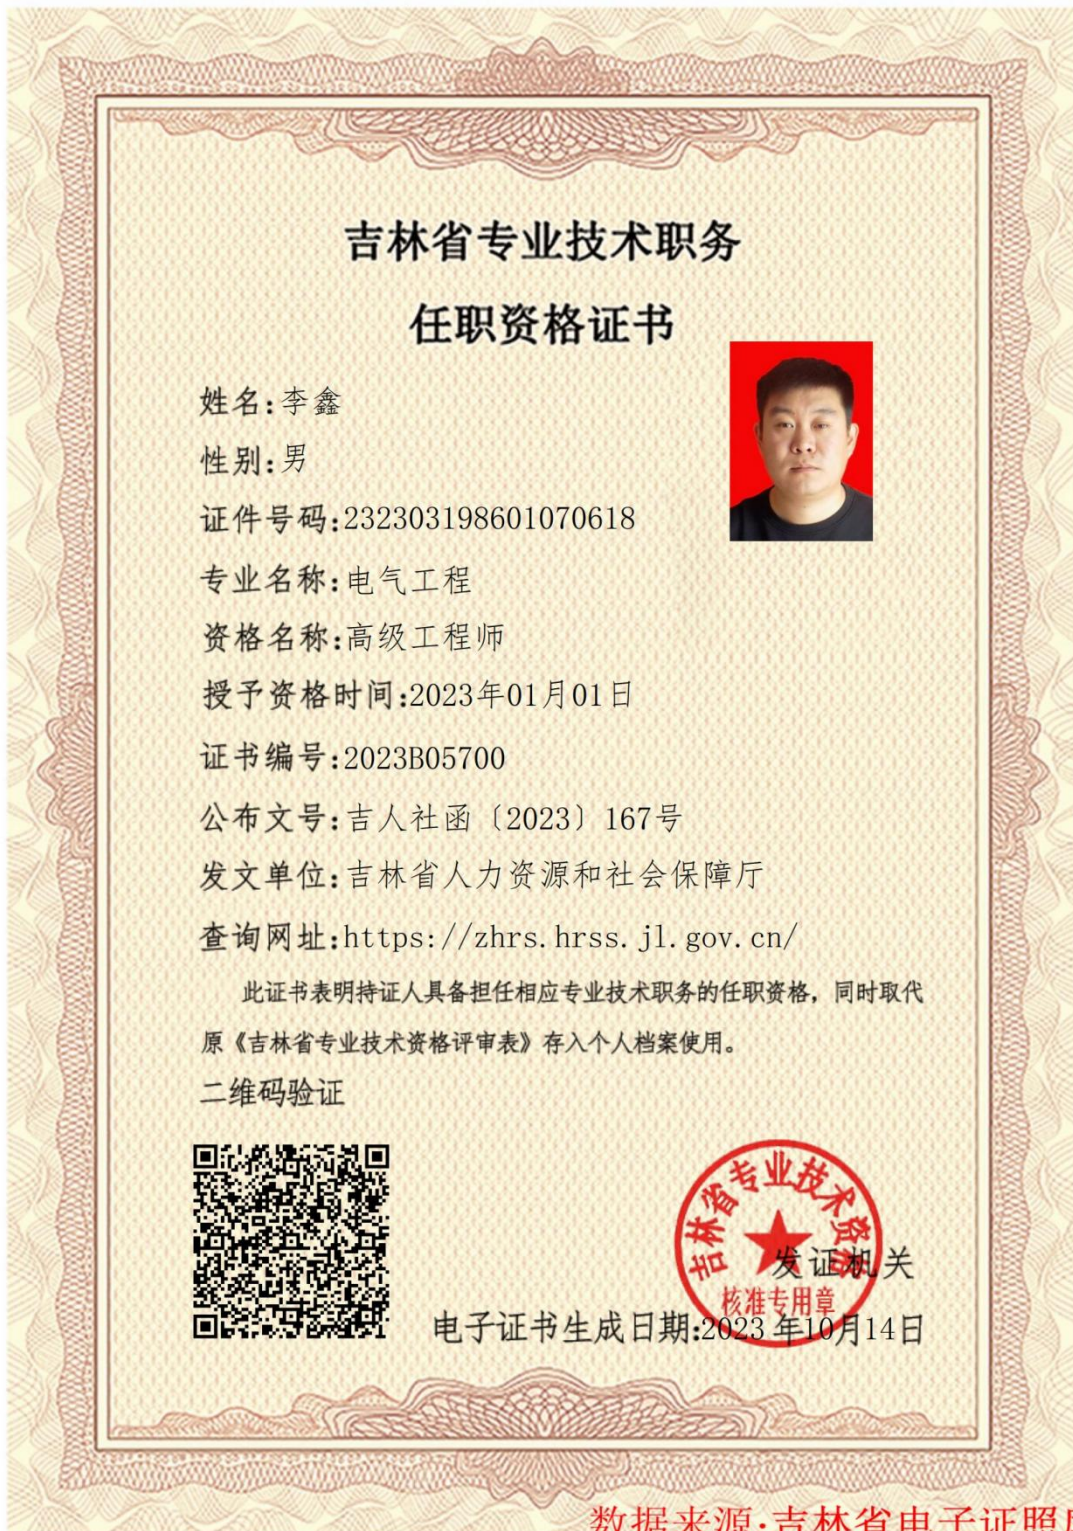 吉林省专业技术职务
任职资格证书
姓名:李鑫
性别:男
证件号码:232303198601070618
专业名称:电气工程
资格名称:高级工程师
授予资格时间:2023年01月01日
证书编号:2023B05700
公布文号:吉人社函〔2023〕167号
发文单位:吉林省人力资源和社会保障厅
查询网址:https://zhrs.hrss.jl.gov.cn/
此证书表明持证人具备担任相应专业技术职务的任职资格，同时取代
原《吉林省专业技术资格评审表》存入个人档案使用。
二维码验证
吉林省专业技术资格
核准专用章
发证机关
电子证书生成日期:2023年10月14日
数据来源:吉林省电子证照库